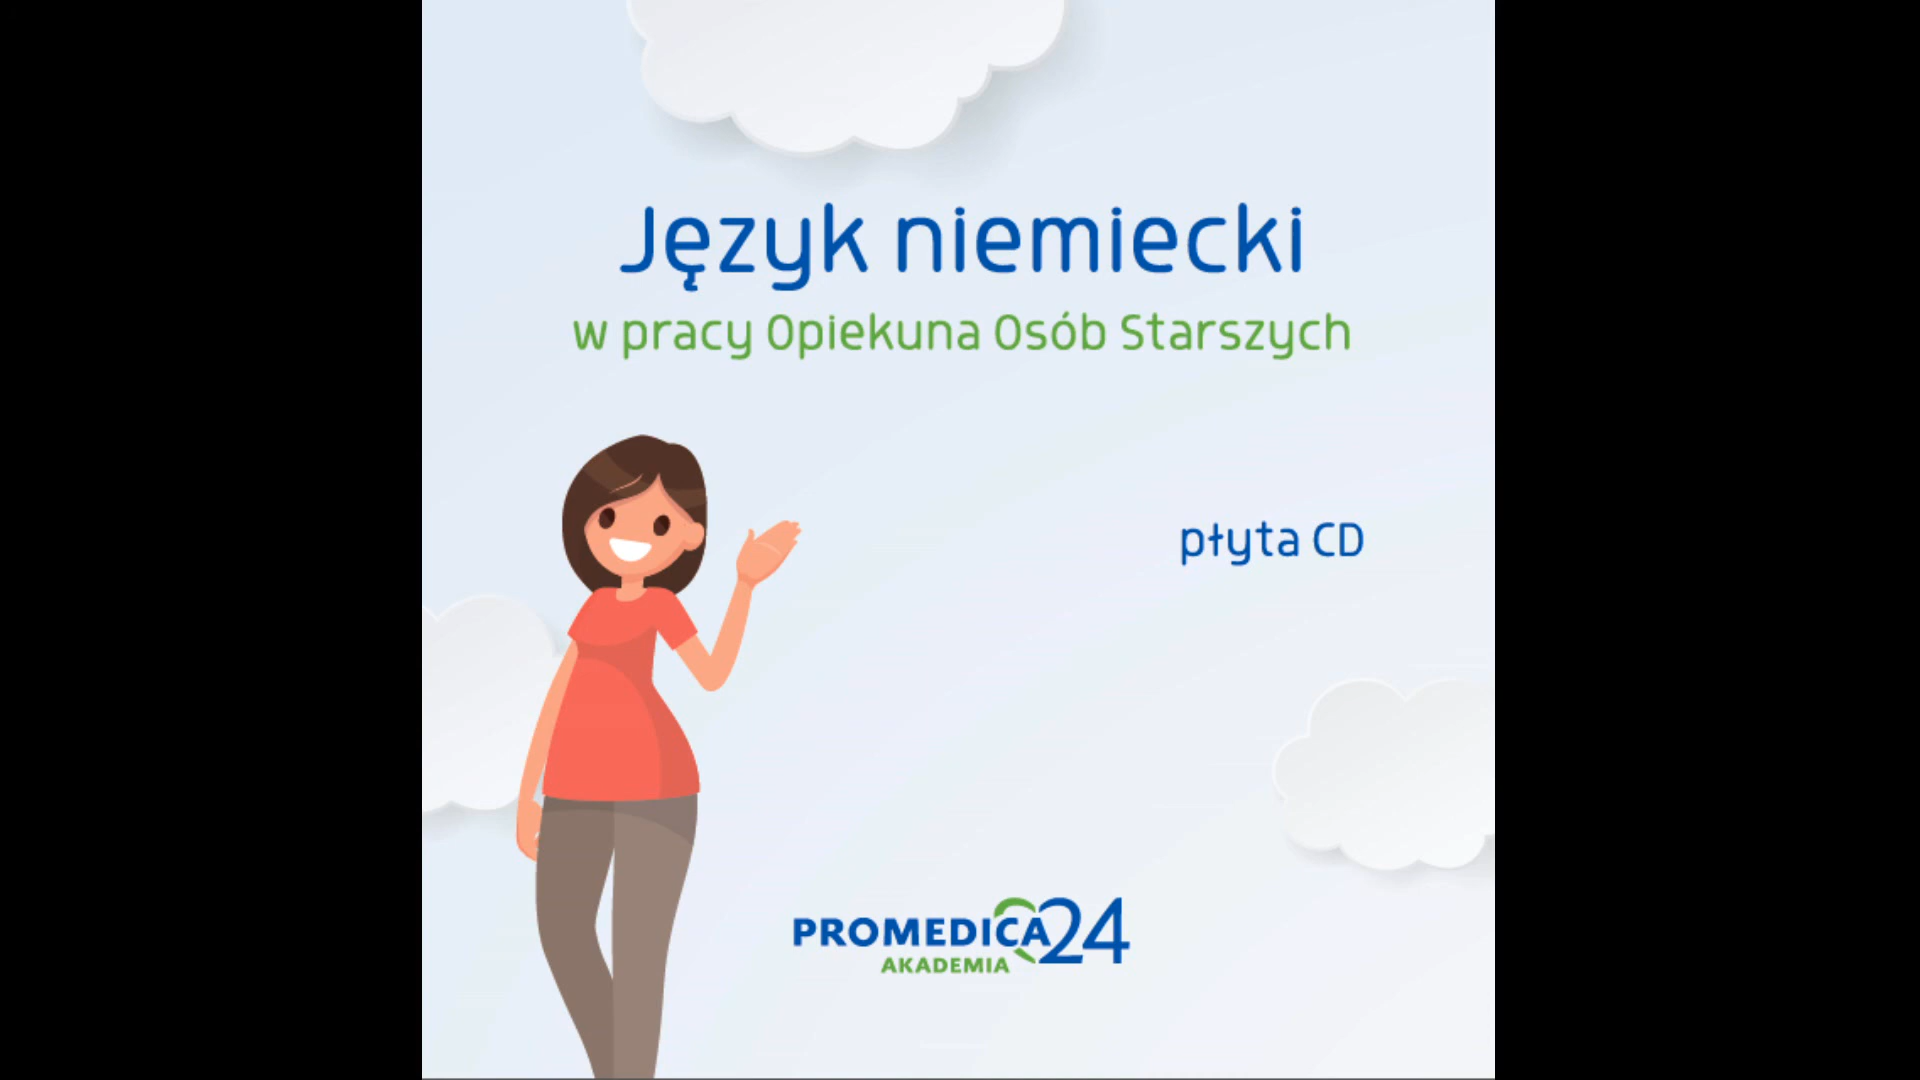 Język niemiecki
w pracy Opiekuna Osób Starszych
płyta CD
PROMEDICA24
AKADEMIA